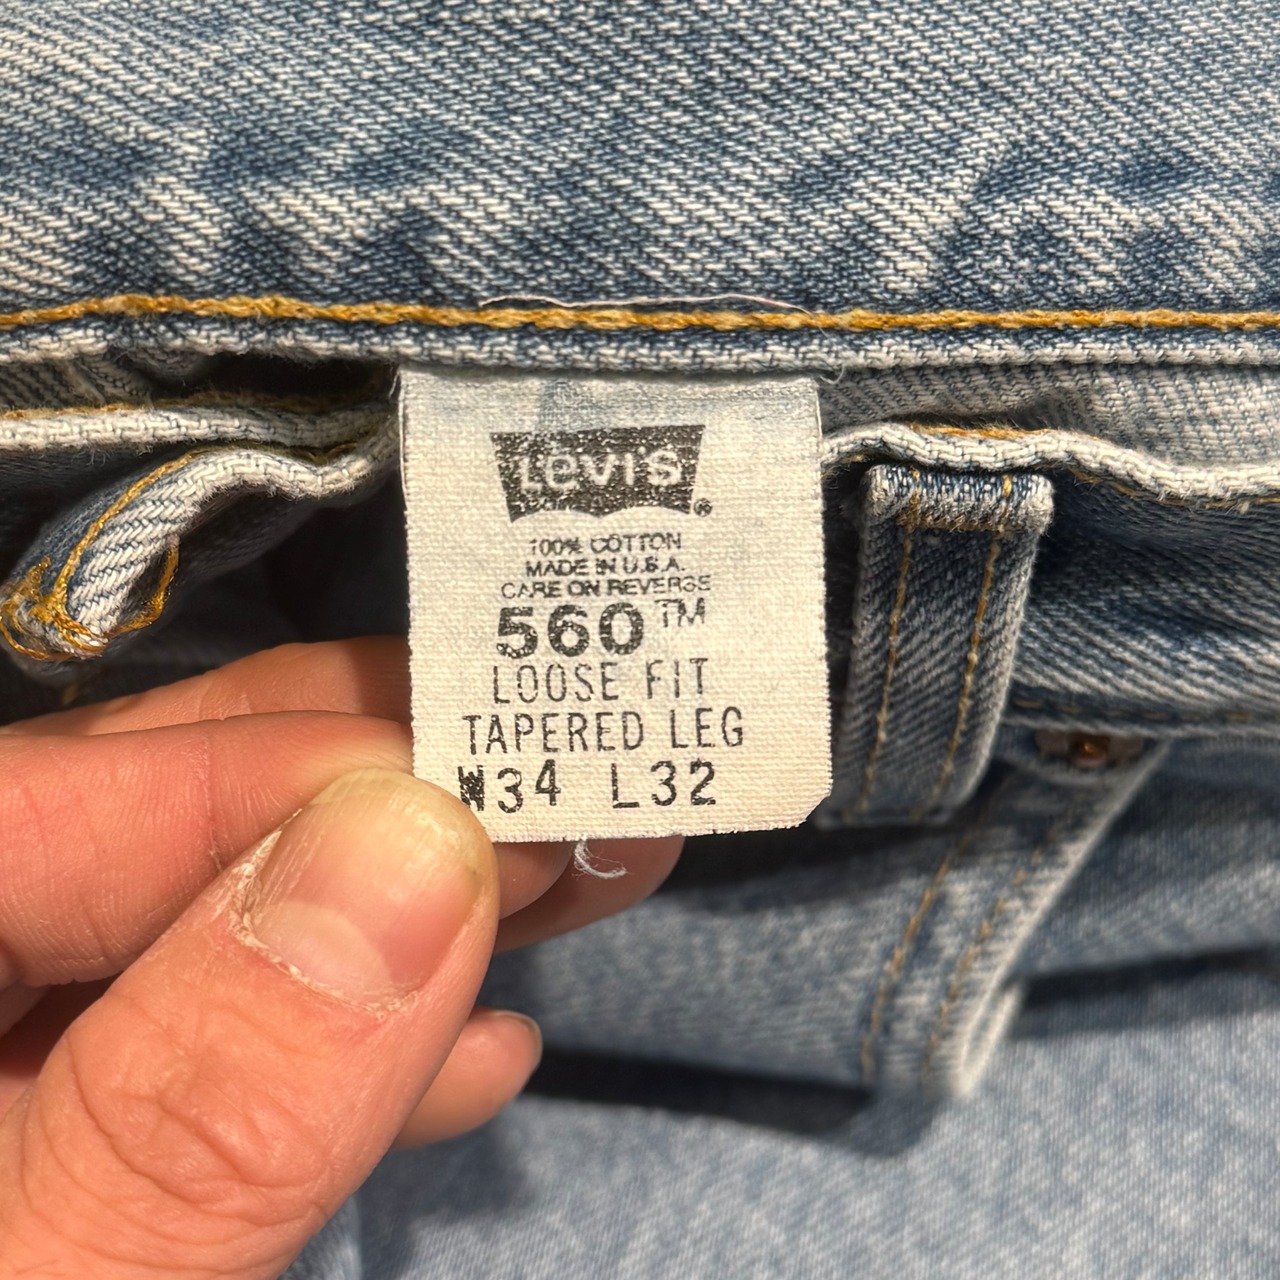 Levi's®
100% COTTON
MADE IN U.S.A.
CARE ON REVERSE
560™
LOOSE FIT
TAPERED LEG
W34 L32